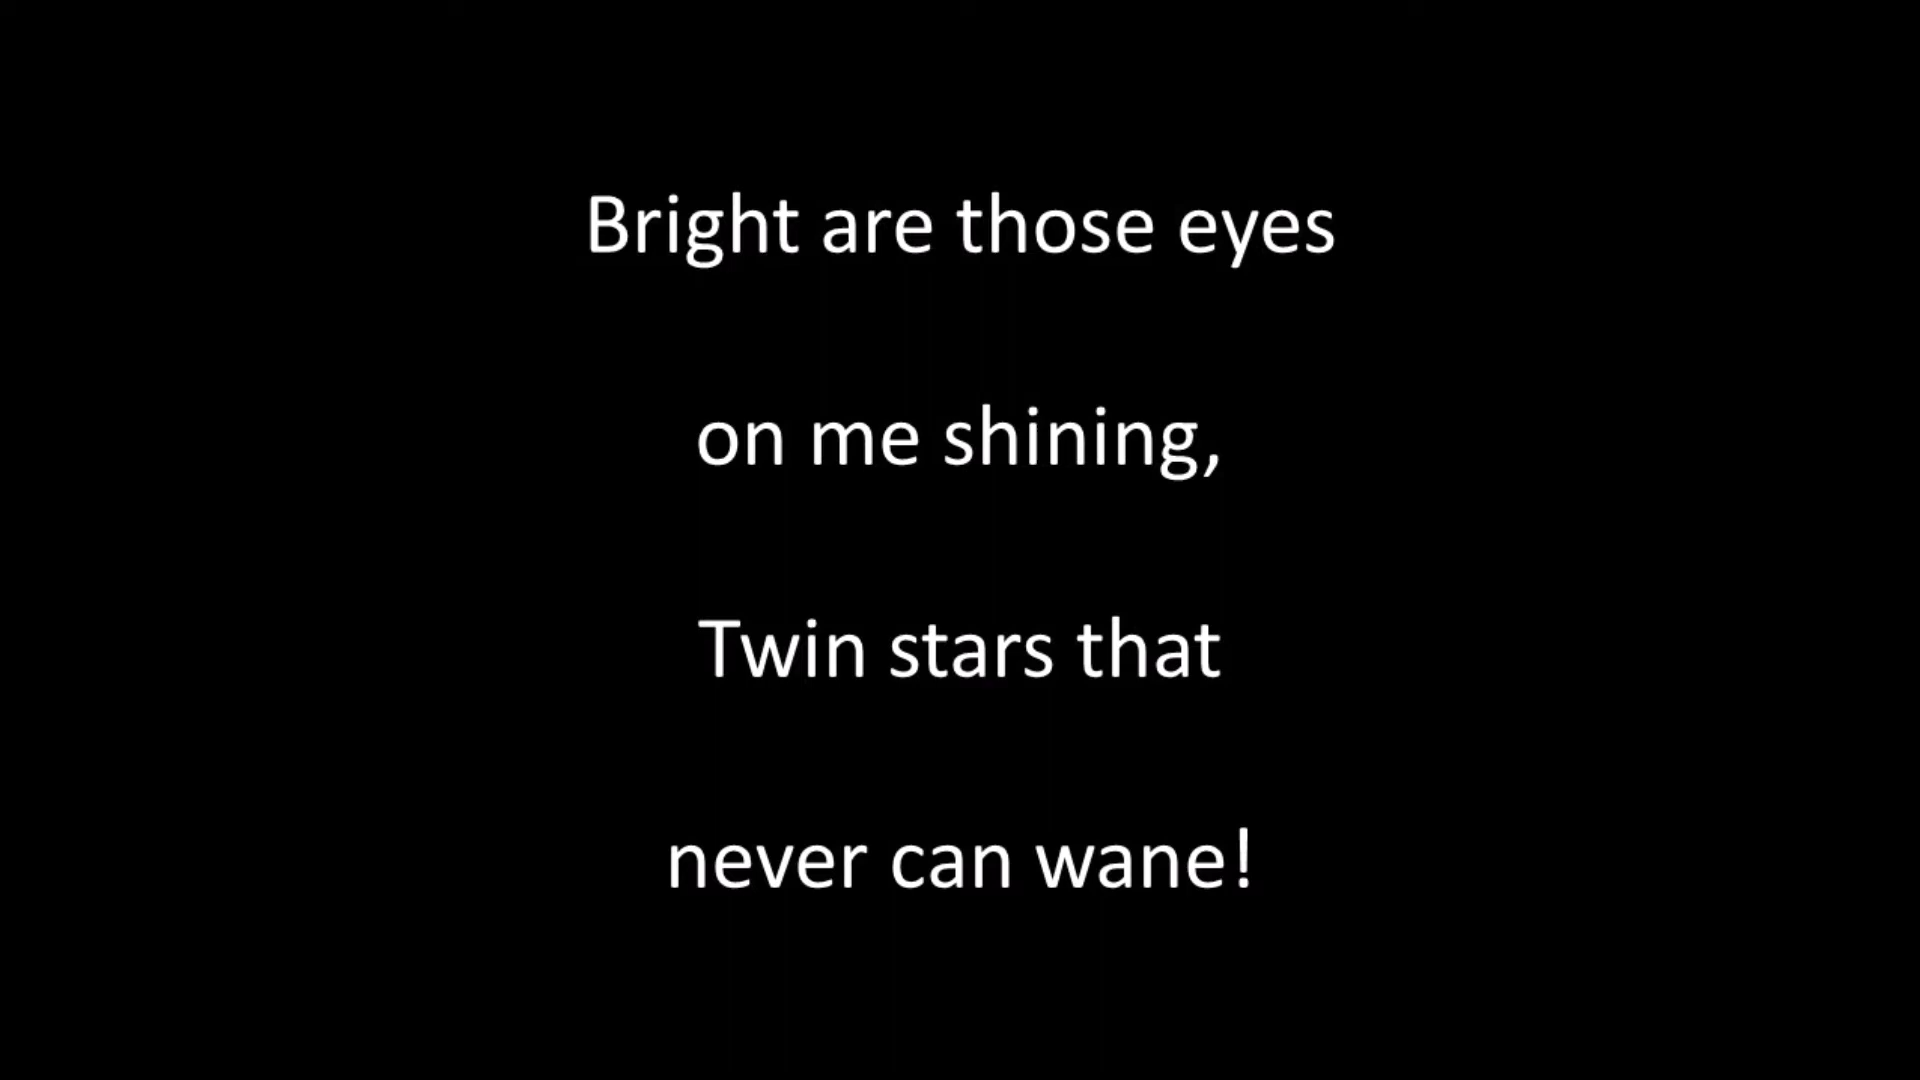 Bright are those eyes
on me shining,
Twin stars that
never can wane!